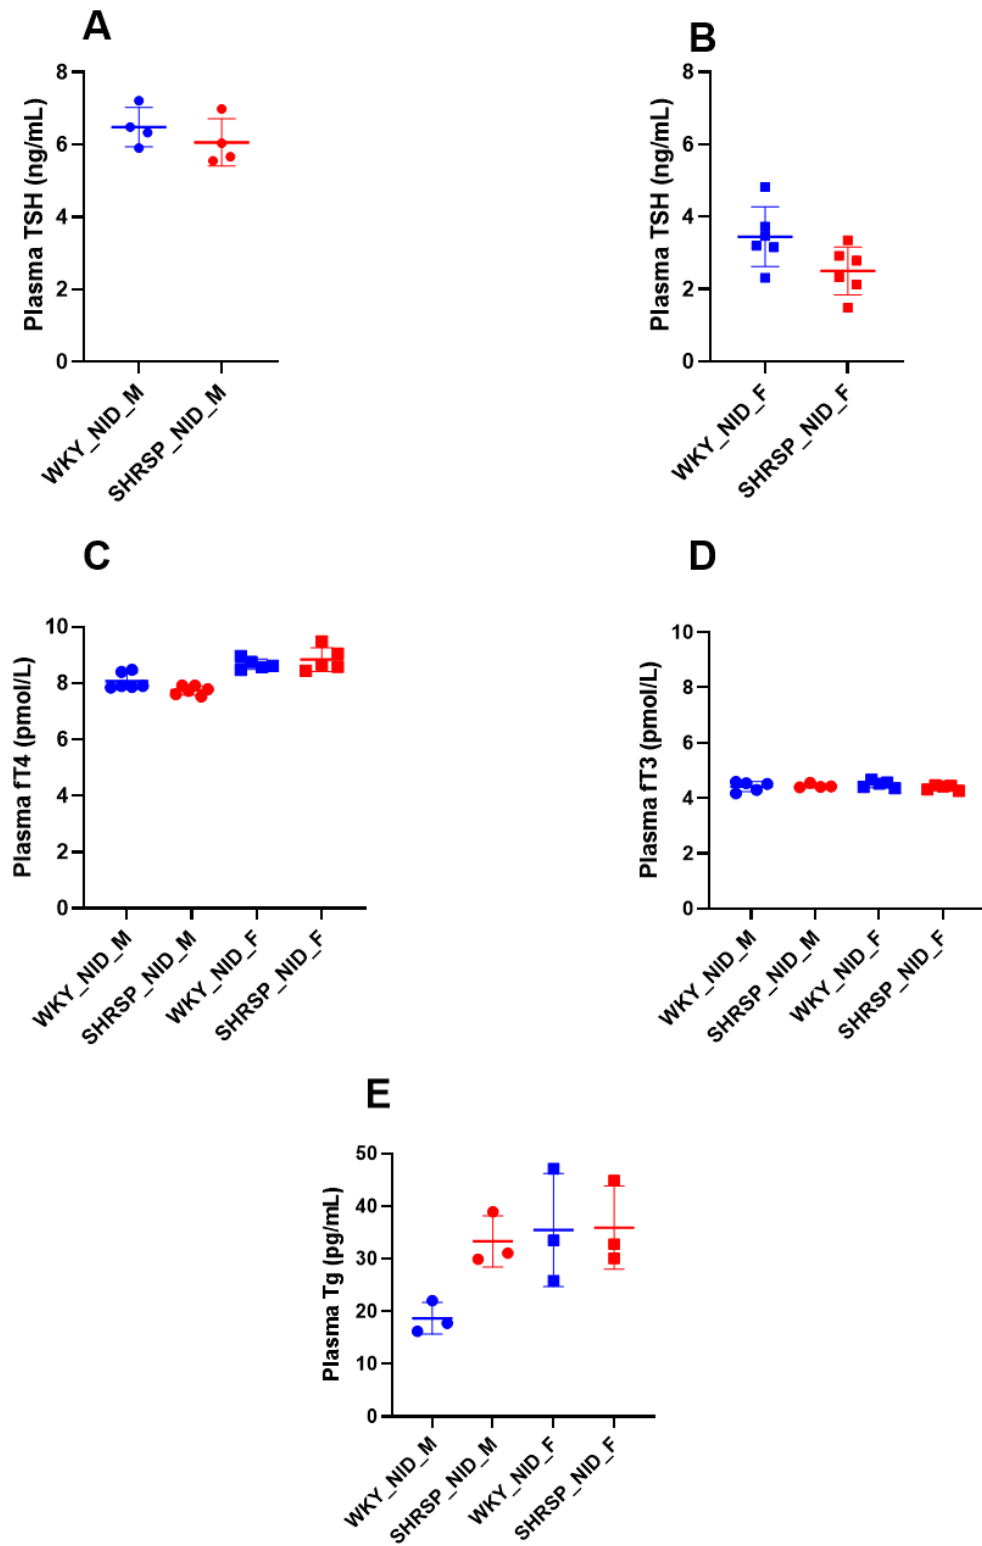 A
Plasma TSH (ng/mL)
8
6
4
2
0
WKY_NID_M
SHRSP_NID_M
B
Plasma TSH (ng/mL)
8
6
4
2
0
WKY_NID_F
SHRSP_NID_F
C
Plasma fT4 (pmol/L)
10
8
6
4
2
0
WKY_NID_M
SHRSP_NID_M
WKY_NID_F
SHRSP_NID_F
D
Plasma fT3 (pmol/L)
10
8
6
4
2
0
WKY_NID_M
SHRSP_NID_M
WKY_NID_F
SHRSP_NID_F
E
Plasma Tg (pg/mL)
50
40
30
20
10
0
WKY_NID_M
SHRSP_NID_M
WKY_NID_F
SHRSP_NID_F